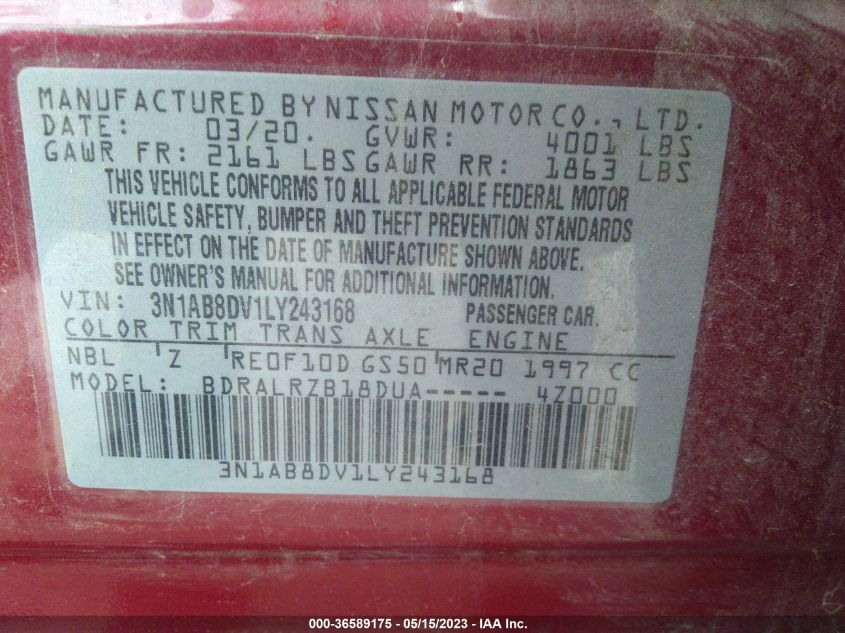 MANUFACTURED BY NISSAN MOTOR CO., LTD.
DATE: 03/20. GVWR: 4001 LBS
GAWR FR: 2161 LBS GAWR RR: 1863 LBS
THIS VEHICLE CONFORMS TO ALL APPLICABLE FEDERAL MOTOR
VEHICLE SAFETY, BUMPER AND THEFT PREVENTION STANDARDS
IN EFFECT ON THE DATE OF MANUFACTURE SHOWN ABOVE.
SEE OWNER'S MANUAL FOR ADDITIONAL INFORMATION.
VIN: 3N1AB8DV1LY243168 PASSENGER CAR.
COLOR TRIM TRANS AXLE ENGINE
NBL Z RE0F10D GS50 MR20 1997 CC
MODEL: BDRALRZB18DUA----- 4Z000
3N1AB8DV1LY243168
000-36589175 - 05/15/2023 - IAA Inc.